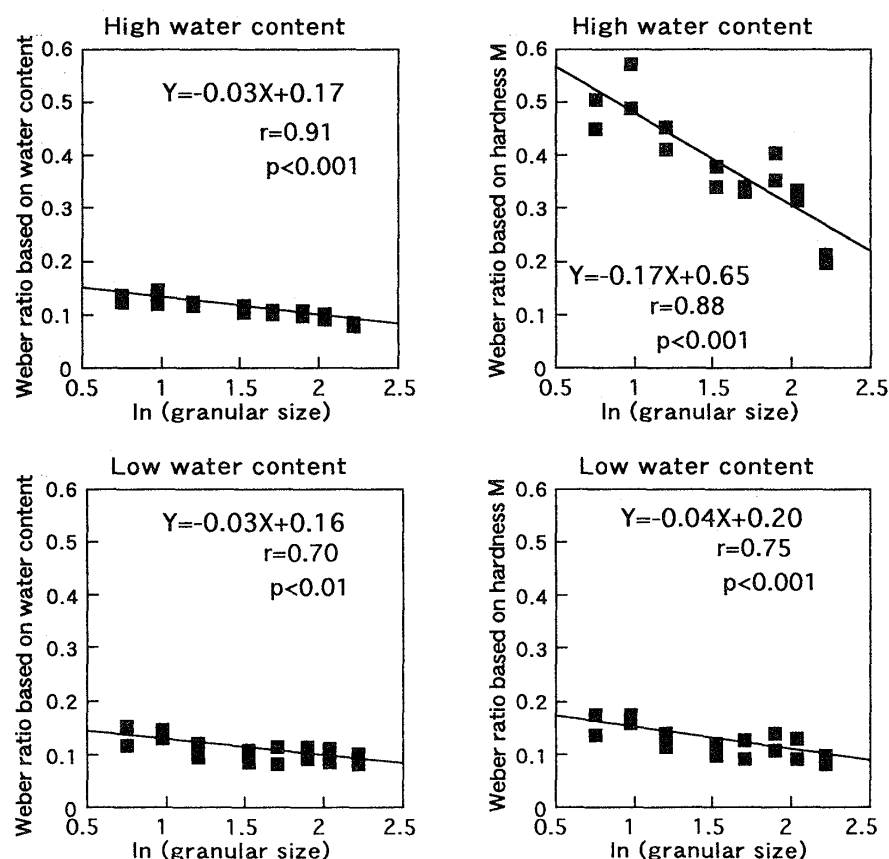 High water content
Weber ratio based on water content
0.6
0.5
0.4
0.3
0.2
0.1
0
Y=-0.03X+0.17
r=0.91
p<0.001
0.5 1 1.5 2 2.5
ln (granular size)
High water content
Weber ratio based on hardness M
0.6
0.5
0.4
0.3
0.2
0.1
0
Y=-0.17X+0.65
r=0.88
p<0.001
0.5 1 1.5 2 2.5
ln (granular size)
Low water content
Weber ratio based on water content
0.6
0.5
0.4
0.3
0.2
0.1
0
Y=-0.03X+0.16
r=0.70
p<0.01
0.5 1 1.5 2 2.5
ln (granular size)
Low water content
Weber ratio based on hardness M
0.6
0.5
0.4
0.3
0.2
0.1
0
Y=-0.04X+0.20
r=0.75
p<0.001
0.5 1 1.5 2 2.5
ln (granular size)